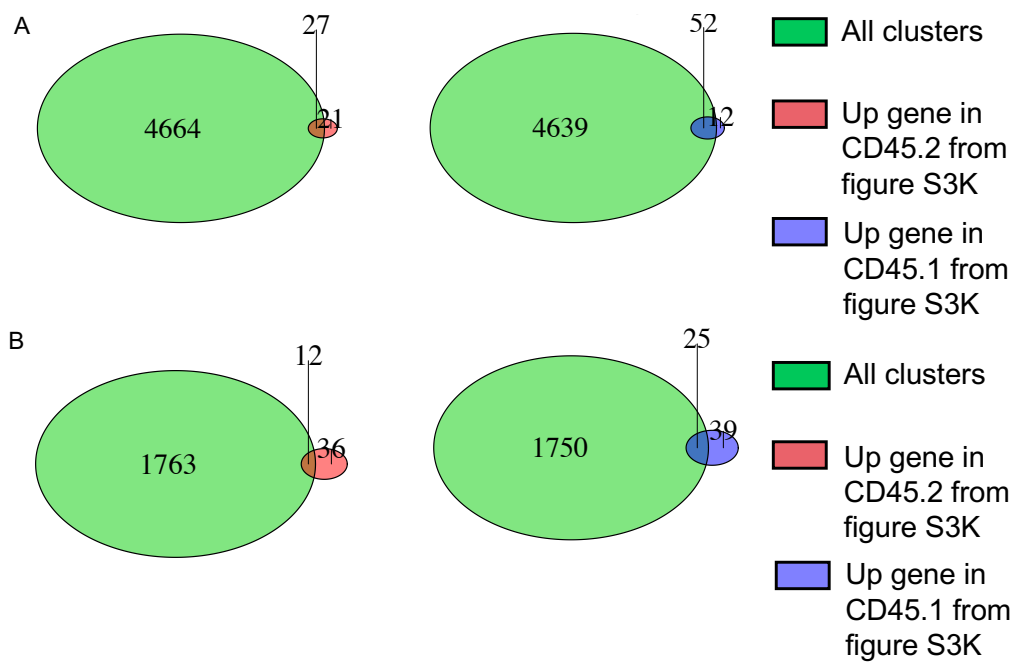 A
27
52
4664
21
4639
12
All clusters
Up gene in
CD45.2 from
figure S3K
Up gene in
CD45.1 from
figure S3K
B
12
25
1763
36
1750
39
All clusters
Up gene in
CD45.2 from
figure S3K
Up gene in
CD45.1 from
figure S3K